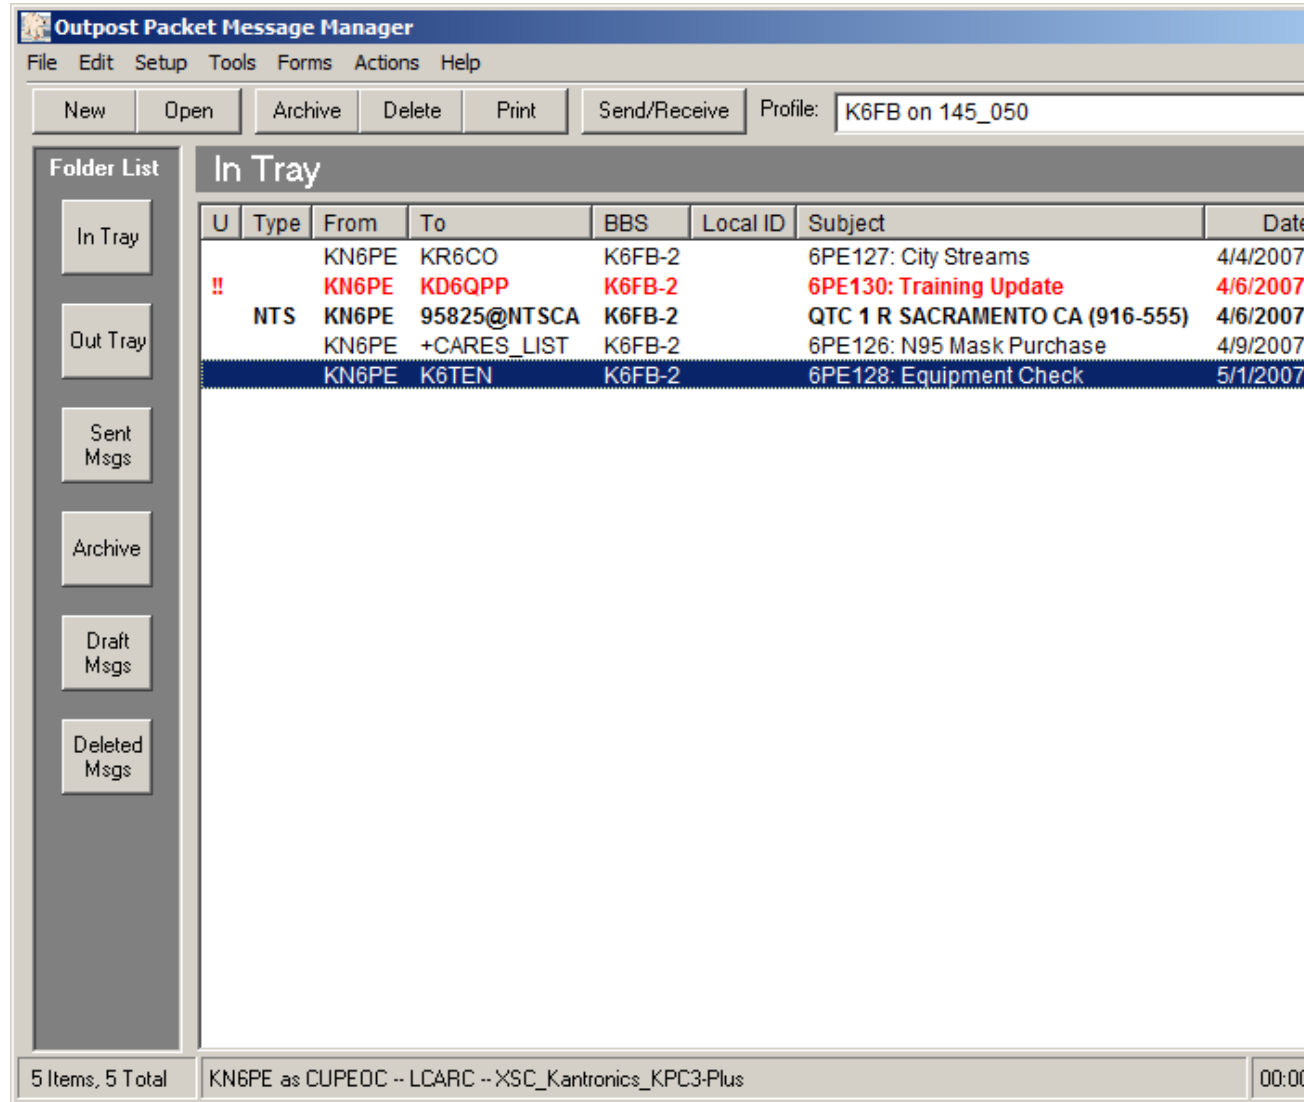 Outpost Packet Message Manager
File Edit Setup Tools Forms Actions Help
New Open Archive Delete Print Send/Receive Profile: K6FB on 145_050
Folder List
In Tray
Out Tray
Sent
Msgs
Archive
Draft
Msgs
Deleted
Msgs
In Tray
U Type From To BBS Local ID Subject Date
KN6PE KR6CO K6FB-2 6PE127: City Streams 4/4/2007
!! KN6PE KD6QPP K6FB-2 6PE130: Training Update 4/6/2007
NTS KN6PE 95825@NTSCA K6FB-2 QTC 1 R SACRAMENTO CA (916-555) 4/6/2007
KN6PE +CARES_LIST K6FB-2 6PE126: N95 Mask Purchase 4/9/2007
KN6PE K6TEN K6FB-2 6PE128: Equipment Check 5/1/2007
5 Items, 5 Total KN6PE as CUPEOC -- LCARC -- XSC_Kantronics_KPC3-Plus 00:00